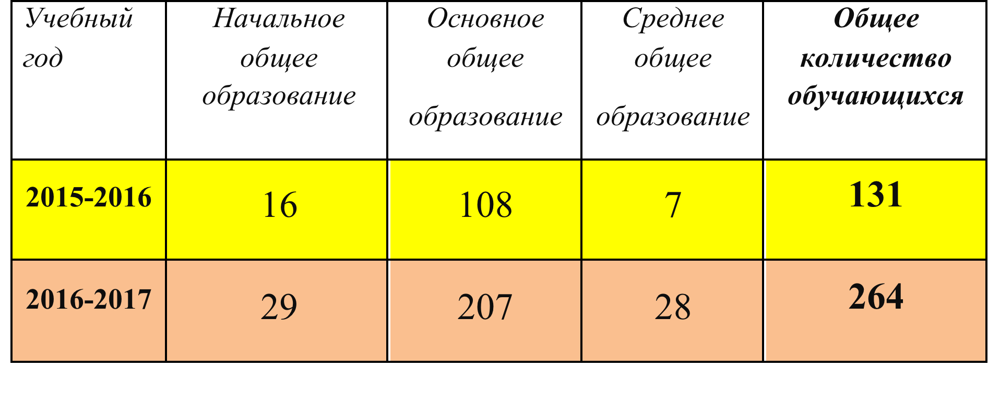 Учебный
год
Начальное
общее
образование
Основное
общее
образование
Среднее
общее
образование
Общее
количество
обучающихся
2015-2016
16
108
7
131
2016-2017
29
207
28
264